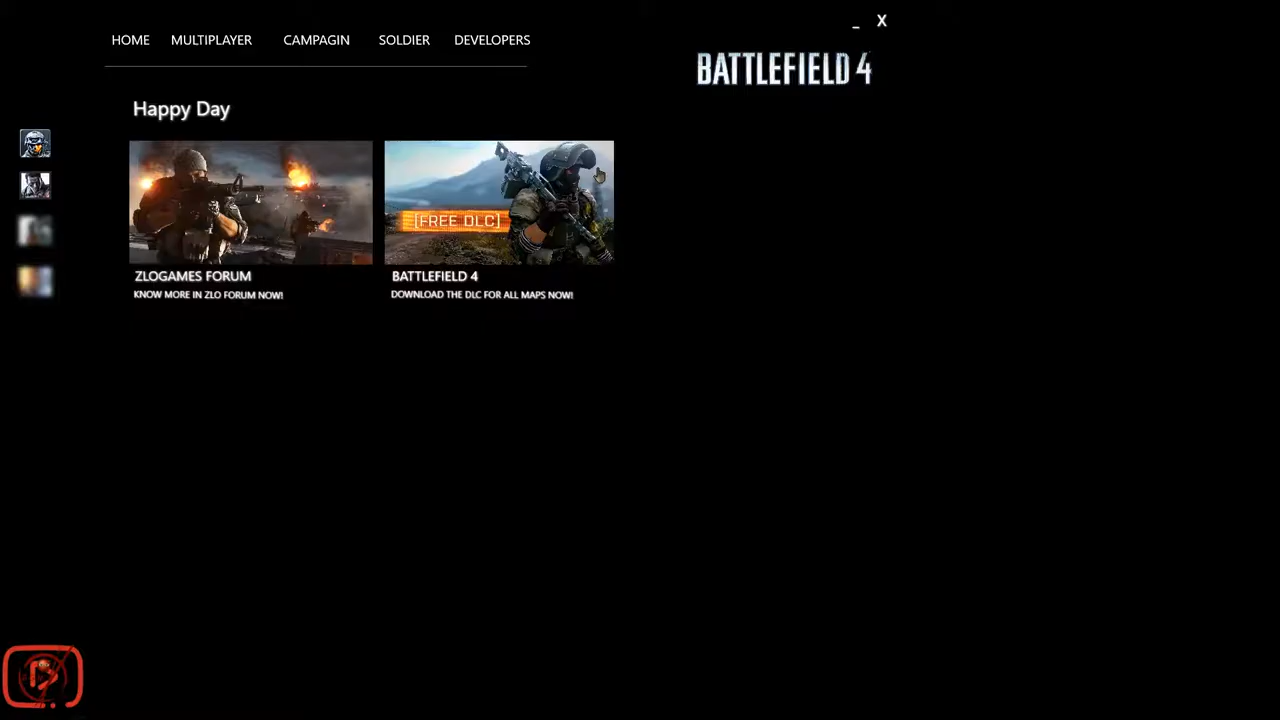 _ X
HOME MULTIPLAYER CAMPAGIN SOLDIER DEVELOPERS
BATTLEFIELD 4
Happy Day
[FREE DLC]
ZLOGAMES FORUM
KNOW MORE IN ZLO FORUM NOW!
BATTLEFIELD 4
DOWNLOAD THE DLC FOR ALL MAPS NOW!